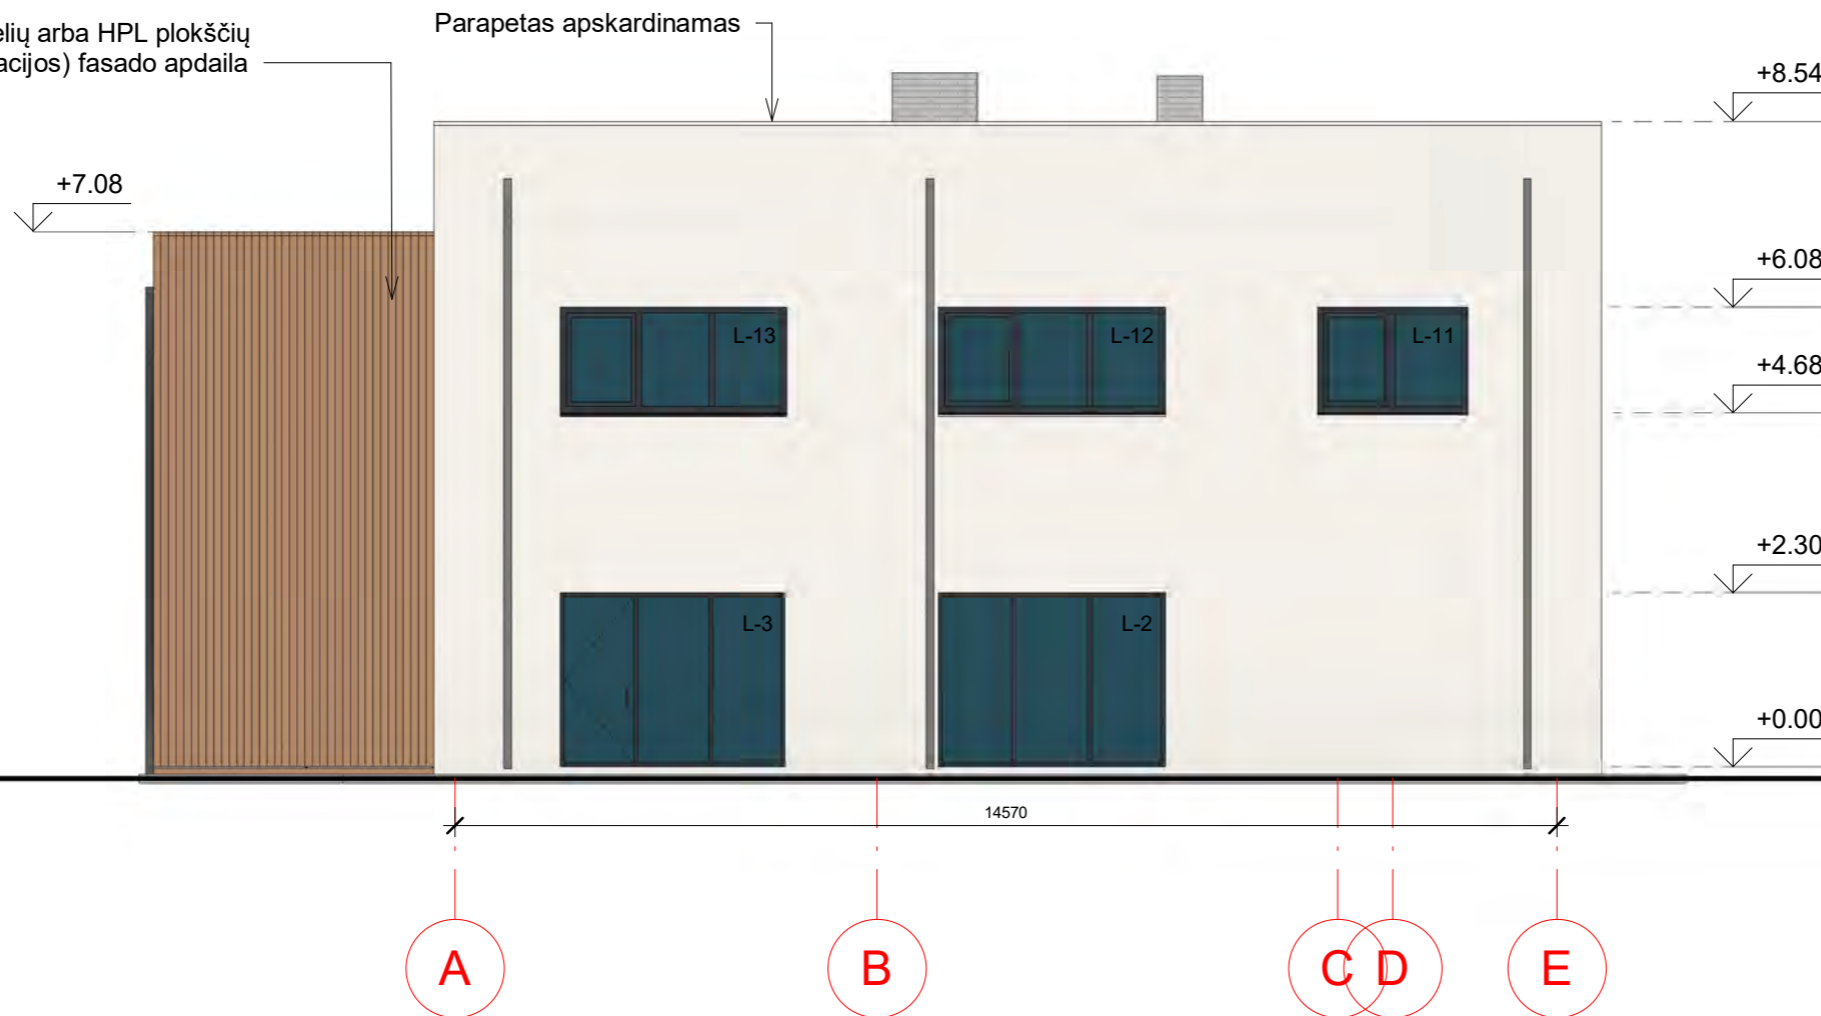 Parapetas apskardinamas
elių arba HPL plokščių
acijos) fasado apdaila
+8.54
+7.08
+6.08
L-13
L-12
L-11
+4.68
+2.30
L-3
L-2
+0.00
14570
A
B
C
D
E